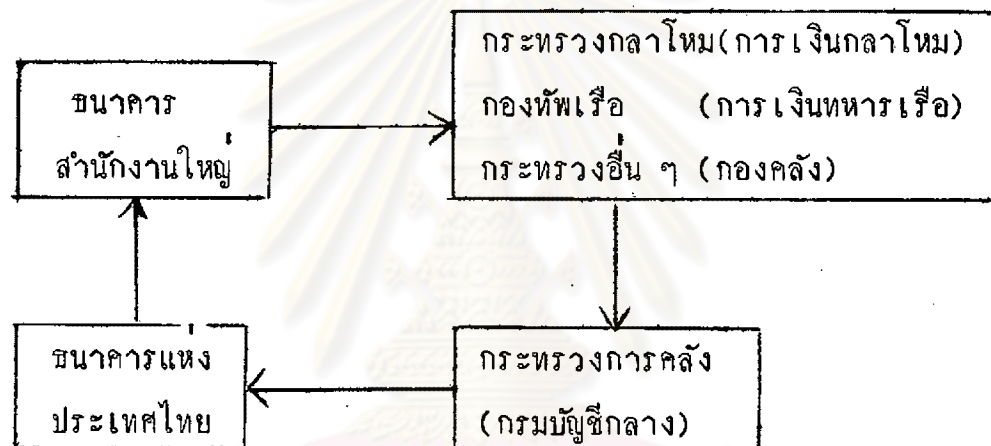 ธนาคาร
สำนักงานใหญ่
กระทรวงกลาโหม(การเงินกลาโหม)
กองทัพเรือ (การเงินทหารเรือ)
กระทรวงอื่น ๆ (กองคลัง)
ธนาคารแห่ง
ประเทศไทย
กระทรวงการคลัง
(กรมบัญชีกลาง)